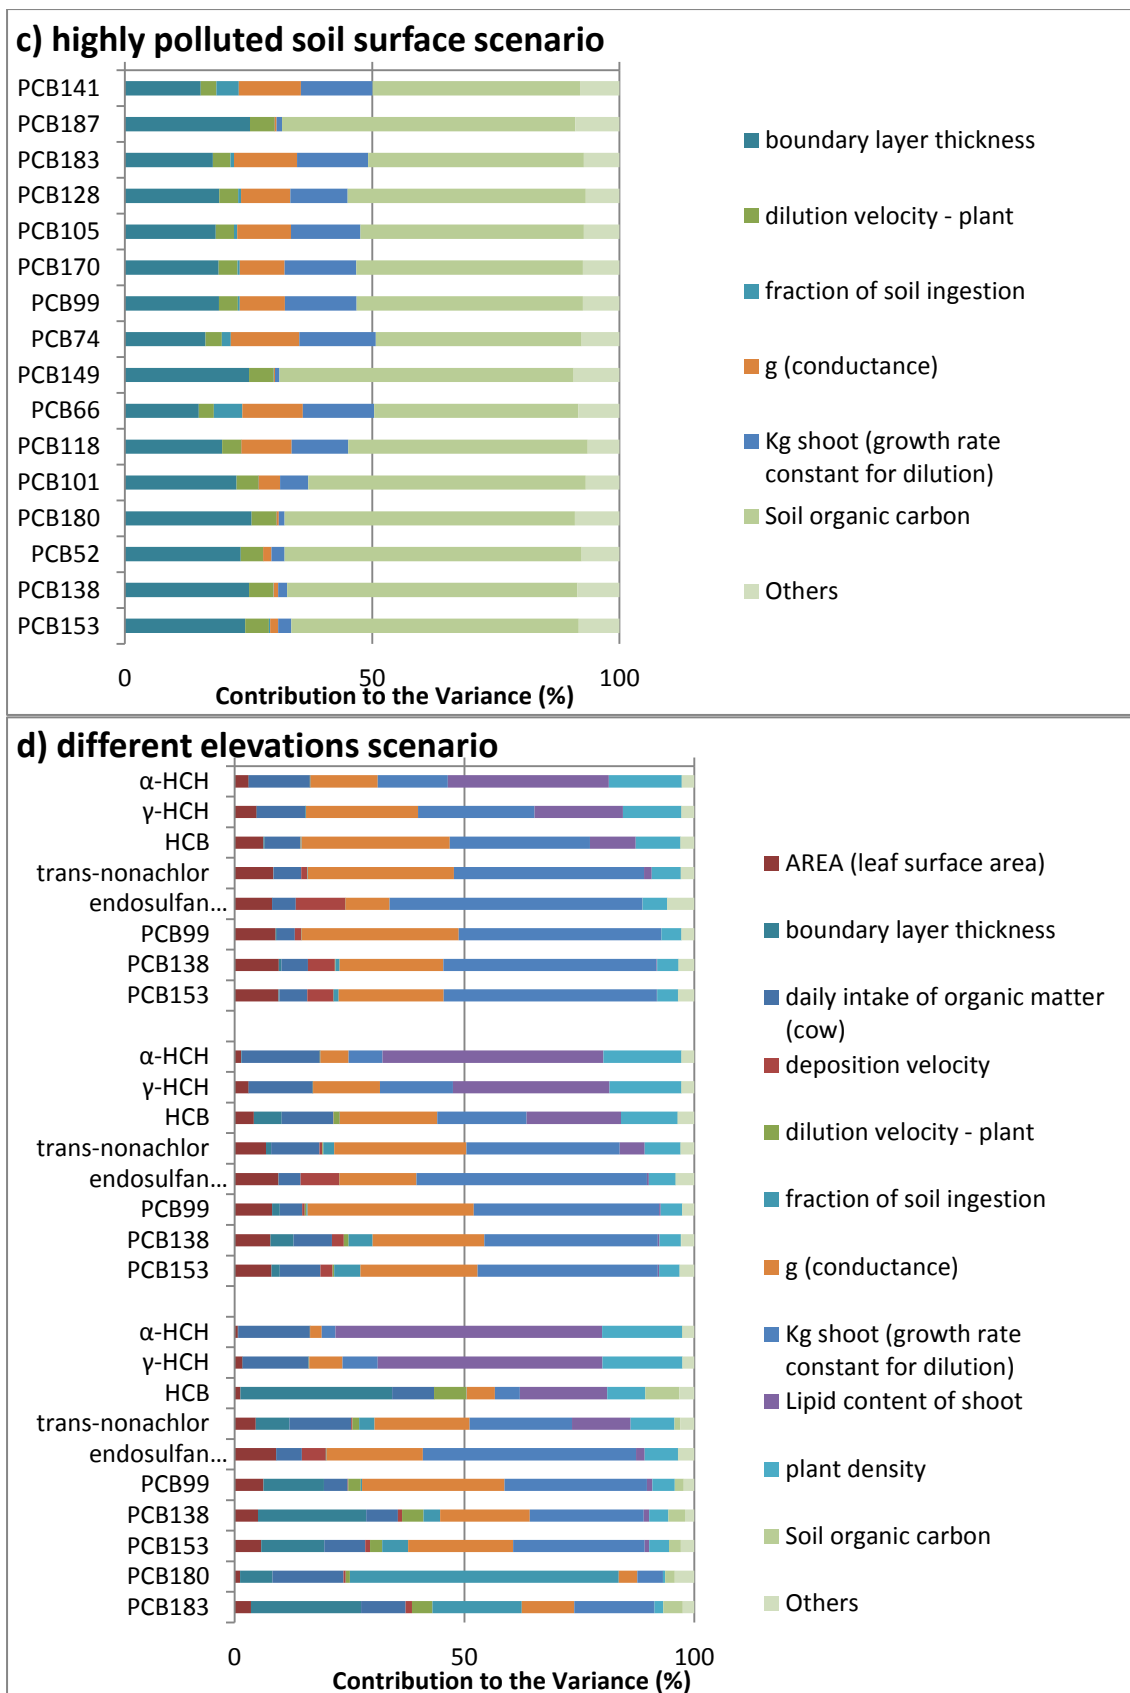 c) highly polluted soil surface scenario
PCB141
PCB187
PCB183
PCB128
PCB105
PCB170
PCB99
PCB74
PCB149
PCB66
PCB118
PCB101
PCB180
PCB52
PCB138
PCB153
0 50 100
Contribution to the Variance (%)
boundary layer thickness
dilution velocity - plant
fraction of soil ingestion
g (conductance)
Kg shoot (growth rate
constant for dilution)
Soil organic carbon
Others
d) different elevations scenario
α-HCH
γ-HCH
HCB
trans-nonachlor
endosulfan...
PCB99
PCB138
PCB153
α-HCH
γ-HCH
HCB
trans-nonachlor
endosulfan...
PCB99
PCB138
PCB153
α-HCH
γ-HCH
HCB
trans-nonachlor
endosulfan...
PCB99
PCB138
PCB153
PCB180
PCB183
0 50 100
Contribution to the Variance (%)
AREA (leaf surface area)
boundary layer thickness
daily intake of organic matter
(cow)
deposition velocity
dilution velocity - plant
fraction of soil ingestion
g (conductance)
Kg shoot (growth rate
constant for dilution)
Lipid content of shoot
plant density
Soil organic carbon
Others